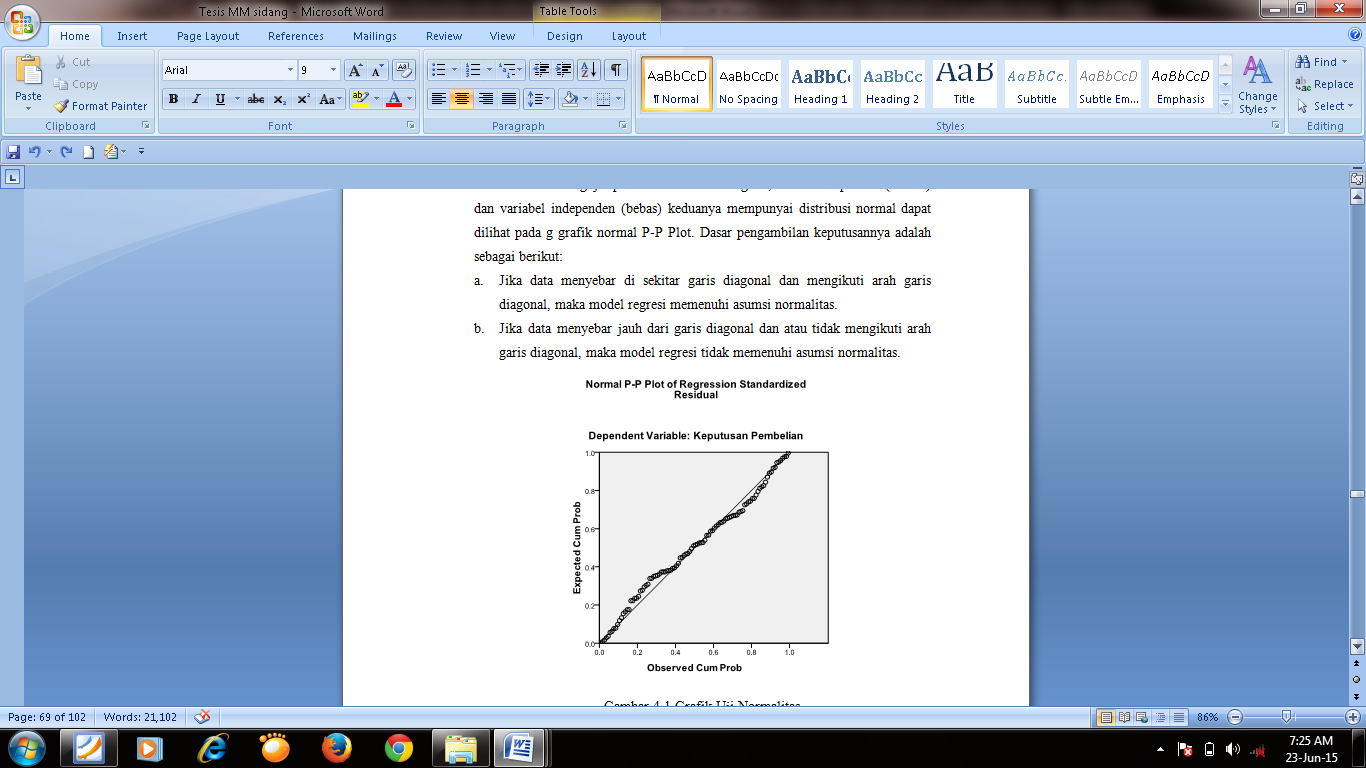 Tesis MM sidang - Microsoft Word
Table Tools
Home Insert Page Layout References Mailings Review View Design Layout
Paste
Cut
Copy
Format Painter
Clipboard
Arial 9
Font
Paragraph
AaBbCcD AaBbCcDc AaBbCc AaBbCc AaB AaBbCc. AaBbCcD AaBbCcD
¶ Normal No Spacing Heading 1 Heading 2 Title Subtitle Subtle Em... Emphasis
Change Styles
Styles
Find
Replace
Select
Editing
dan variabel independen (bebas) keduanya mempunyai distribusi normal dapat
dilihat pada g grafik normal P-P Plot. Dasar pengambilan keputusannya adalah
sebagai berikut:
a. Jika data menyebar di sekitar garis diagonal dan mengikuti arah garis
diagonal, maka model regresi memenuhi asumsi normalitas.
b. Jika data menyebar jauh dari garis diagonal dan atau tidak mengikuti arah
garis diagonal, maka model regresi tidak memenuhi asumsi normalitas.
Normal P-P Plot of Regression Standardized
Residual
Dependent Variable: Keputusan Pembelian
1.0
0.8
0.6
0.4
0.2
0.0
Expected Cum Prob
0.0 0.2 0.4 0.6 0.8 1.0
Observed Cum Prob
Gambar 4.1 Grafik Uji Normalitas
Page: 69 of 102 Words: 21,102 86%
7:25 AM
23-Jun-15